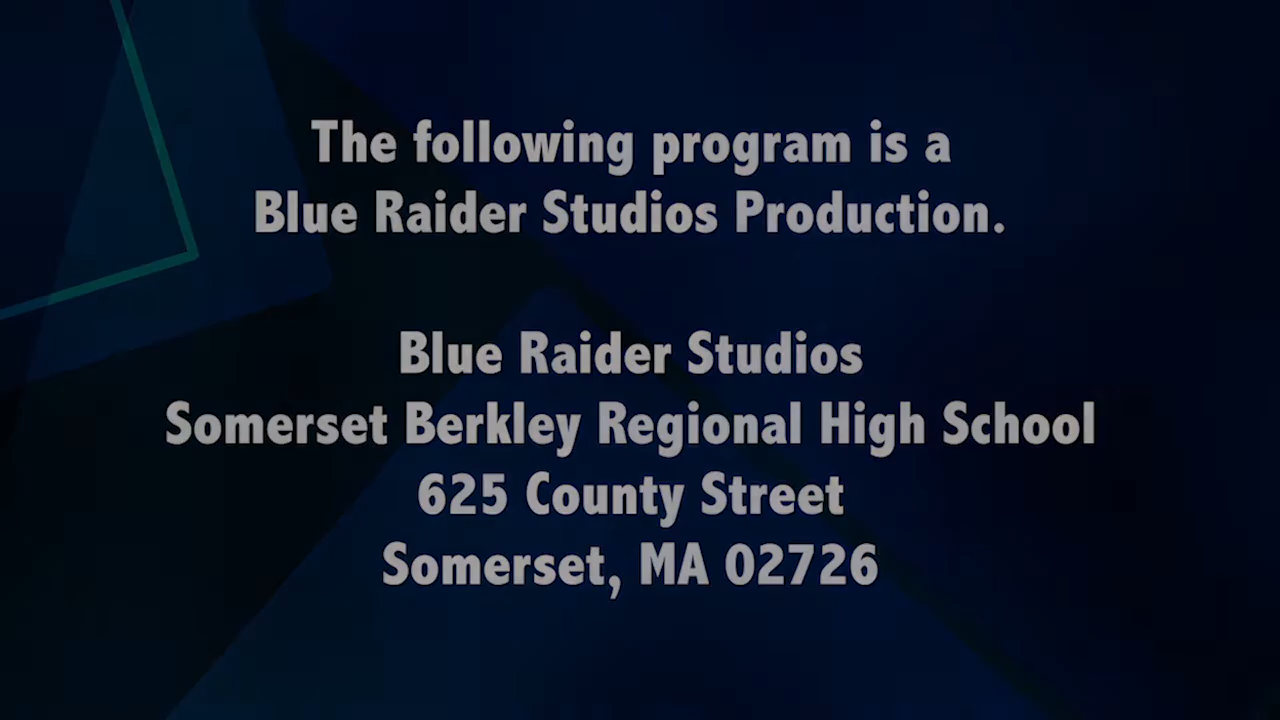 The following program is a
Blue Raider Studios Production.
Blue Raider Studios
Somerset Berkley Regional High School
625 County Street
Somerset, MA 02726